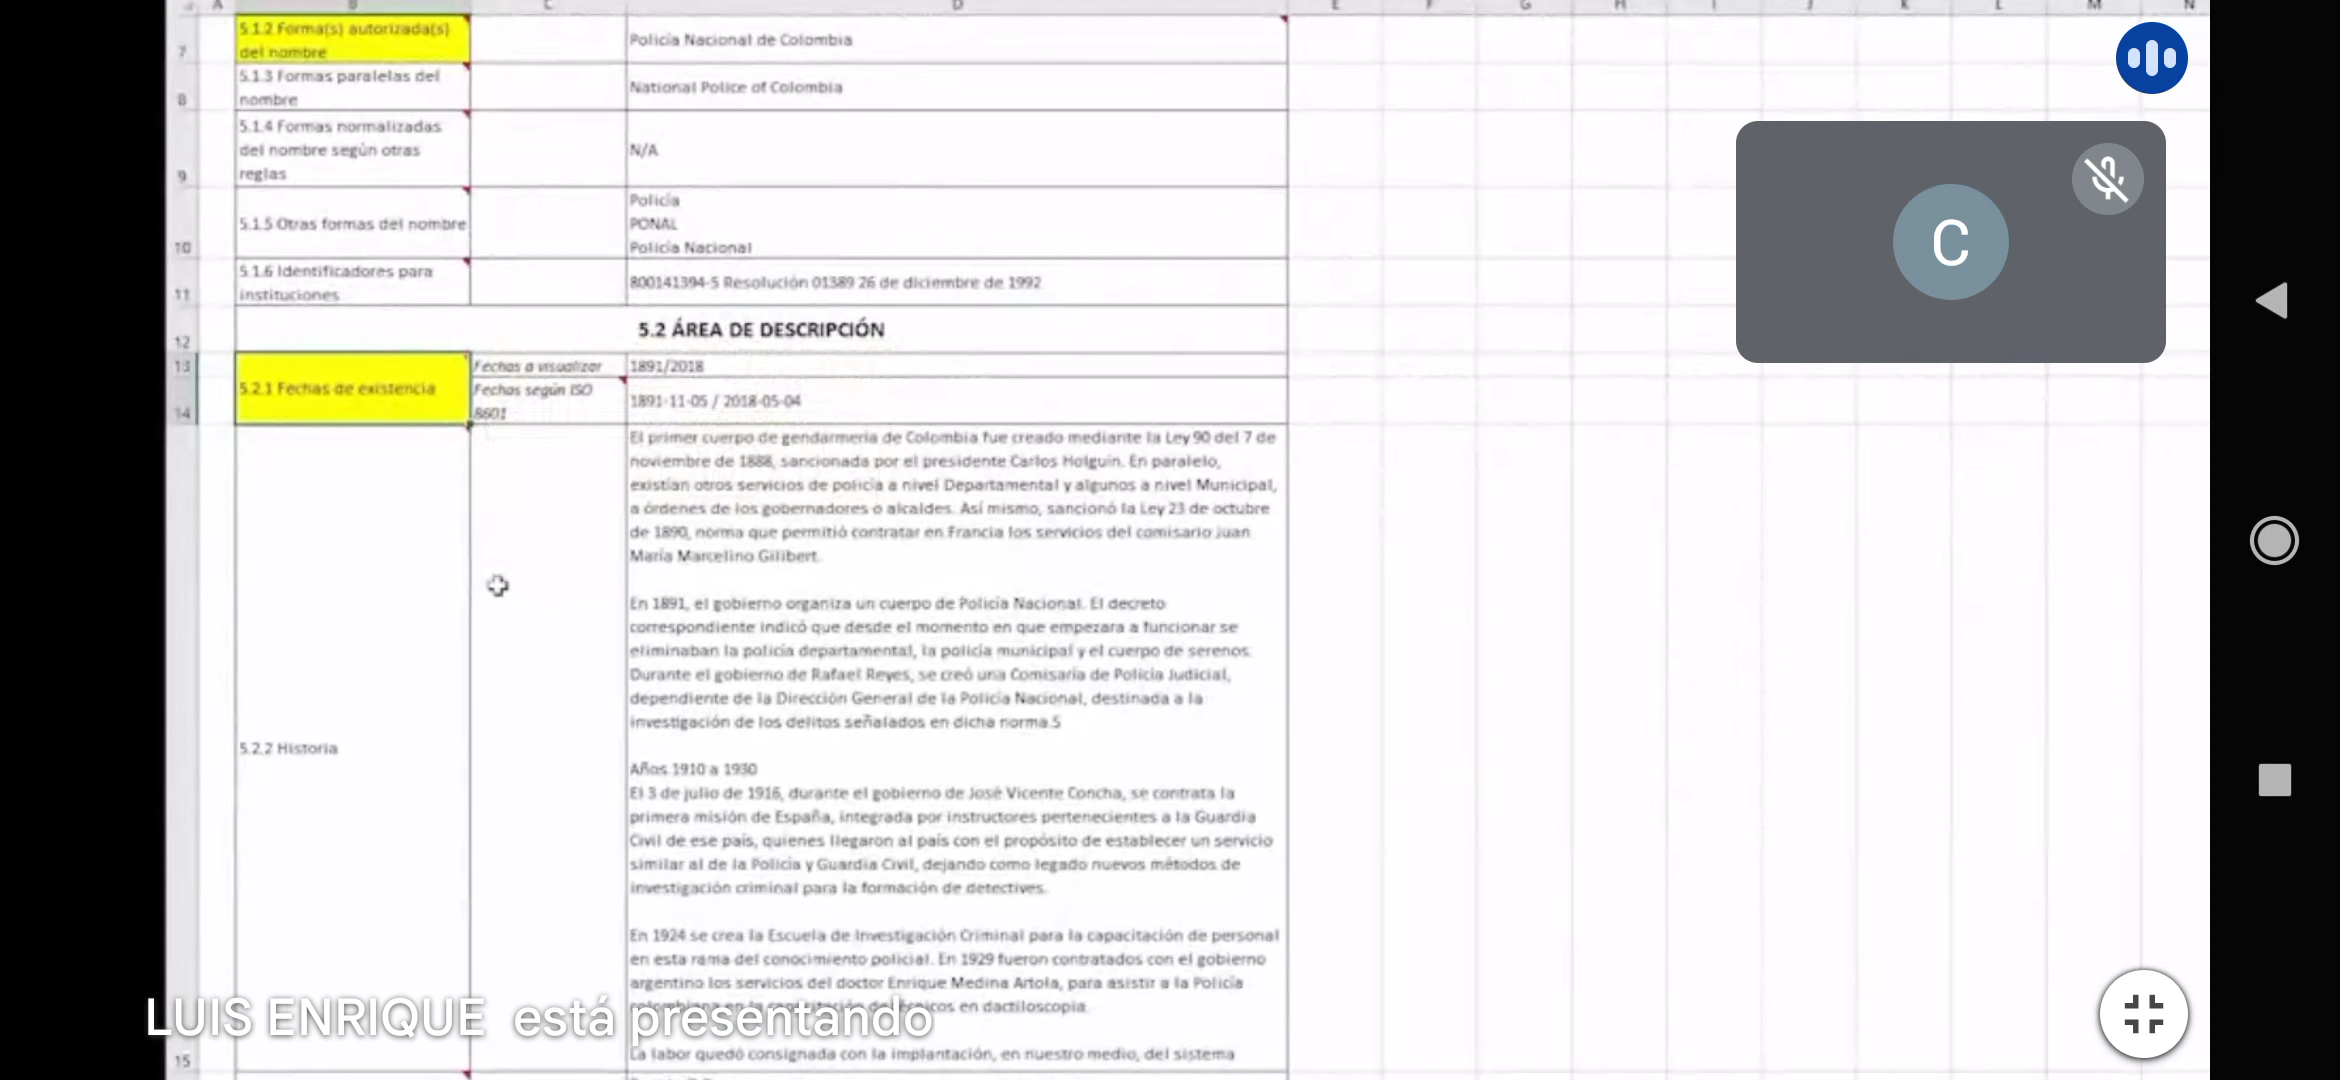 A B C D E F G H I J K L M N
7
5.1.2 Forma(s) autorizada(s)
del nombre
Policía Nacional de Colombia
8
5.1.3 Formas paralelas del
nombre
National Police of Colombia
9
5.1.4 Formas normalizadas
del nombre según otras
reglas
N/A
10
5.1.5 Otras formas del nombre
Policía
PONAL
Policía Nacional
11
5.1.6 Identificadores para
instituciones
800141394-5 Resolución 01389 26 de diciembre de 1992
12
5.2 ÁREA DE DESCRIPCIÓN
13
5.2.1 Fechas de existencia
Fechas a visualizar
1891/2018
14
Fechas según ISO
8601
1891-11-05 / 2018-05-04
15
5.2.2 Historia
El primer cuerpo de gendarmería de Colombia fue creado mediante la Ley 90 del 7 de
noviembre de 1888, sancionada por el presidente Carlos Holguín. En paralelo,
existían otros servicios de policía a nivel Departamental y algunos a nivel Municipal,
a órdenes de los gobernadores o alcaldes. Así mismo, sancionó la Ley 23 de octubre
de 1890, norma que permitió contratar en Francia los servicios del comisario Juan
María Marcelino Gilibert.
En 1891, el gobierno organiza un cuerpo de Policía Nacional. El decreto
correspondiente indicó que desde el momento en que empezara a funcionar se
eliminaban la policía departamental, la policía municipal y el cuerpo de serenos.
Durante el gobierno de Rafael Reyes, se creó una Comisaría de Policía Judicial,
dependiente de la Dirección General de la Policía Nacional, destinada a la
investigación de los delitos señalados en dicha norma.5
Años 1910 a 1930
El 3 de julio de 1916, durante el gobierno de José Vicente Concha, se contrata la
primera misión de España, integrada por instructores pertenecientes a la Guardia
Civil de ese país, quienes llegaron al país con el propósito de establecer un servicio
similar al de la Policía y Guardia Civil, dejando como legado nuevos métodos de
investigación criminal para la formación de detectives.
En 1924 se crea la Escuela de Investigación Criminal para la capacitación de personal
en esta rama del conocimiento policial. En 1929 fueron contratados con el gobierno
argentino los servicios del doctor Enrique Medina Artola, para asistir a la Policía
colombiana en la capacitación de técnicos en dactiloscopia.
La labor quedó consignada con la implantación, en nuestro medio, del sistema
C
LUIS ENRIQUE está presentando